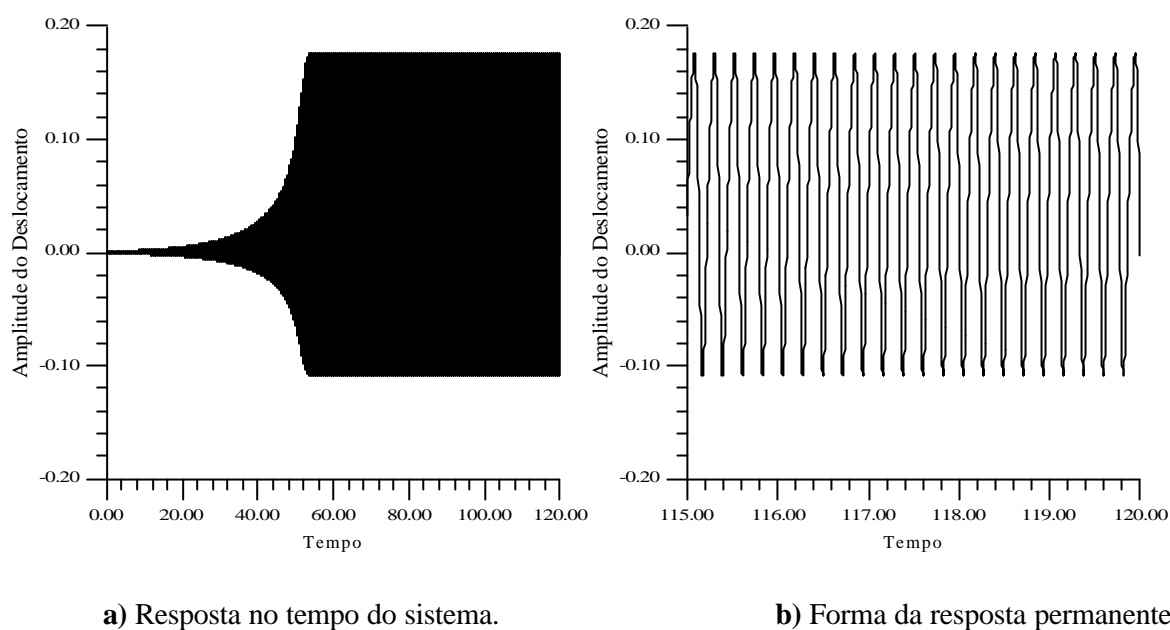 0.20
0.10
0.00
-0.10
-0.20
Amplitude do Deslocamento
0.00 20.00 40.00 60.00 80.00 100.00 120.00
Tempo
0.20
0.10
0.00
-0.10
-0.20
Amplitude do Deslocamento
115.00 116.00 117.00 118.00 119.00 120.00
Tempo
a) Resposta no tempo do sistema.
b) Forma da resposta permanente